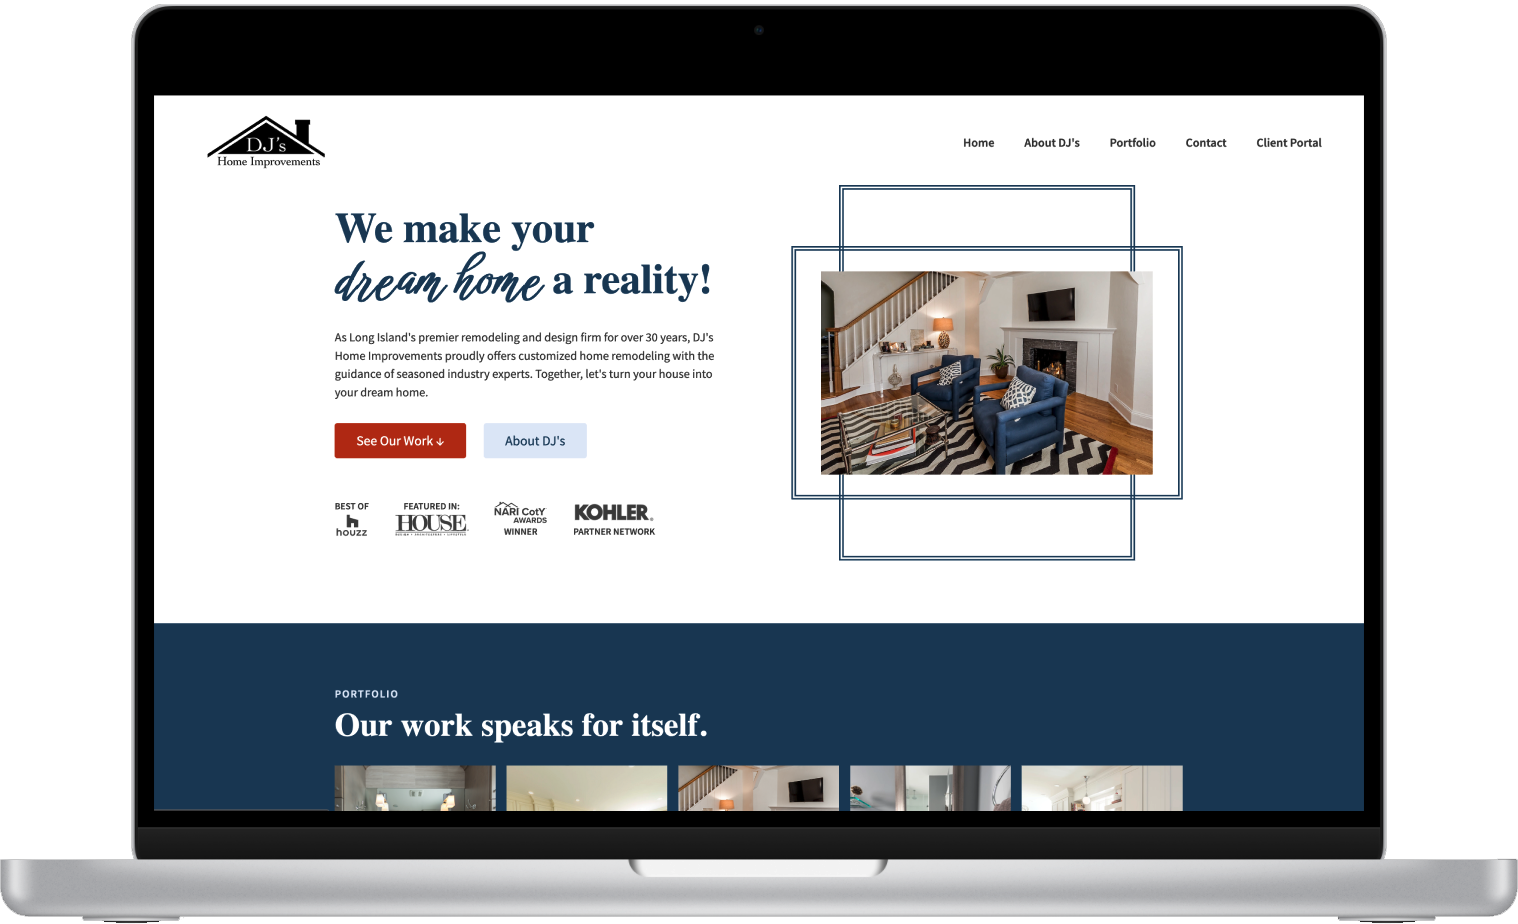 DJ's
Home Improvements
Home About DJ's Portfolio Contact Client Portal
We make your
dream home a reality!
As Long Island's premier remodeling and design firm for over 30 years, DJ's
Home Improvements proudly offers customized home remodeling with the
guidance of seasoned industry experts. Together, let's turn your house into
your dream home.
See Our Work ↓ About DJ's
BEST OF
houzz
FEATURED IN:
HOUSE
NARI CotY
AWARDS
WINNER
KOHLER®
PARTNER NETWORK
PORTFOLIO
Our work speaks for itself.